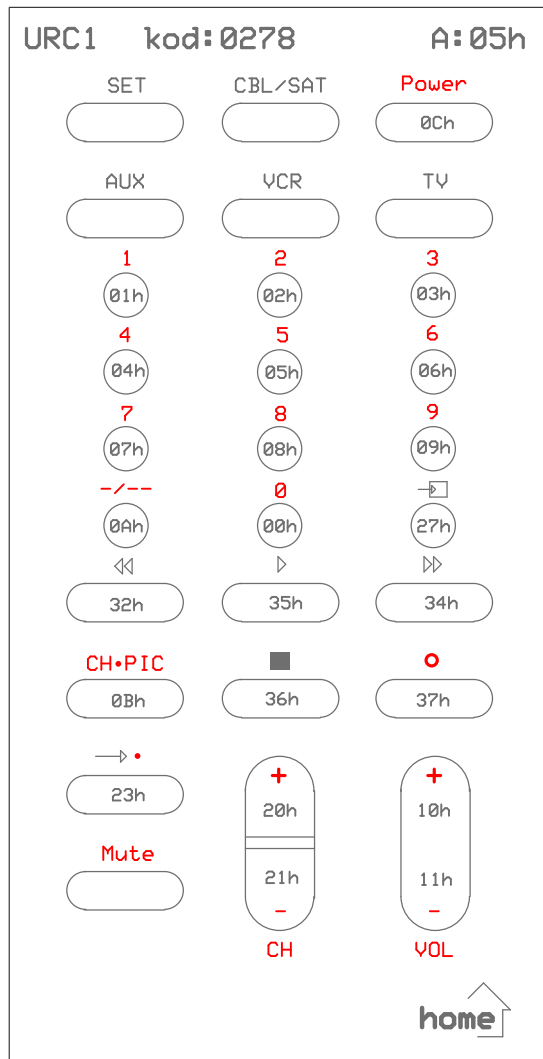 URC1 kod:0278 A:05h
SET CBL/SAT Power
0Ch
AUX VCR TV
1 2 3
01h 02h 03h
4 5 6
04h 05h 06h
7 8 9
07h 08h 09h
-/-- 0
0Ah 00h 27h
32h 35h 34h
CH•PIC
0Bh 36h 37h
+ +
23h 20h 10h
Mute
21h 11h
- -
CH VOL
home